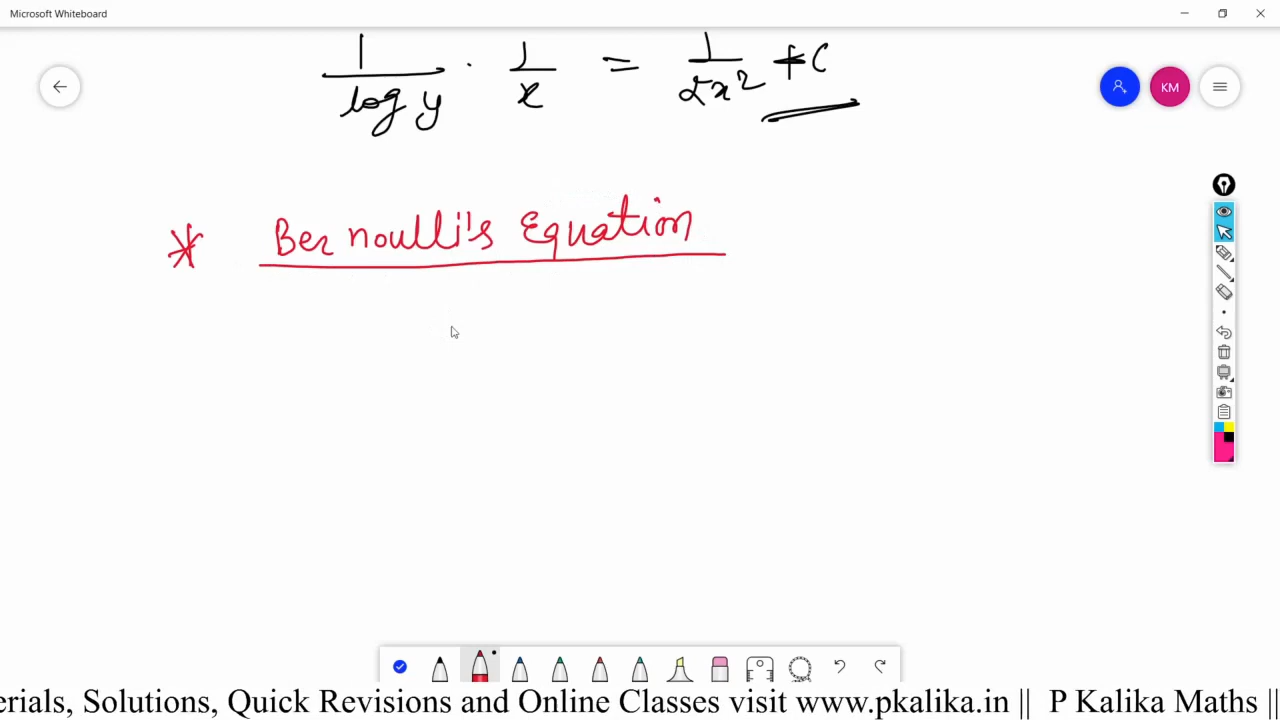 Microsoft Whiteboard
1/log y · 1/x = 1/2x² + C
KM
* Bernoulli's Equation
erials, Solutions, Quick Revisions and Online Classes visit www.pkalika.in || P Kalika Maths ||